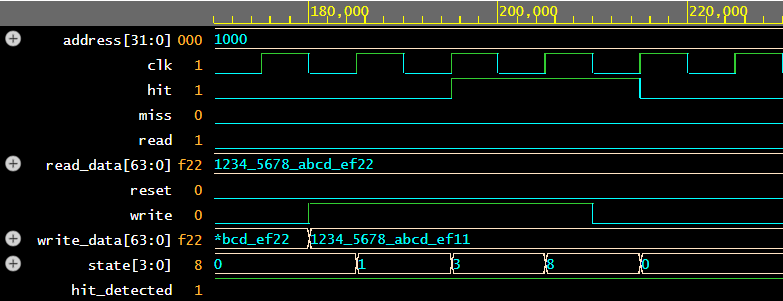 180,000 200,000 220,000
address[31:0] 000 1000
clk 1
hit 1
miss 0
read 1
read_data[63:0] f22 1234_5678_abcd_ef22
reset 0
write 0
write_data[63:0] f22 *bcd_ef22 1234_5678_abcd_ef11
state[3:0] 8 0 1 3 8 0
hit_detected 1